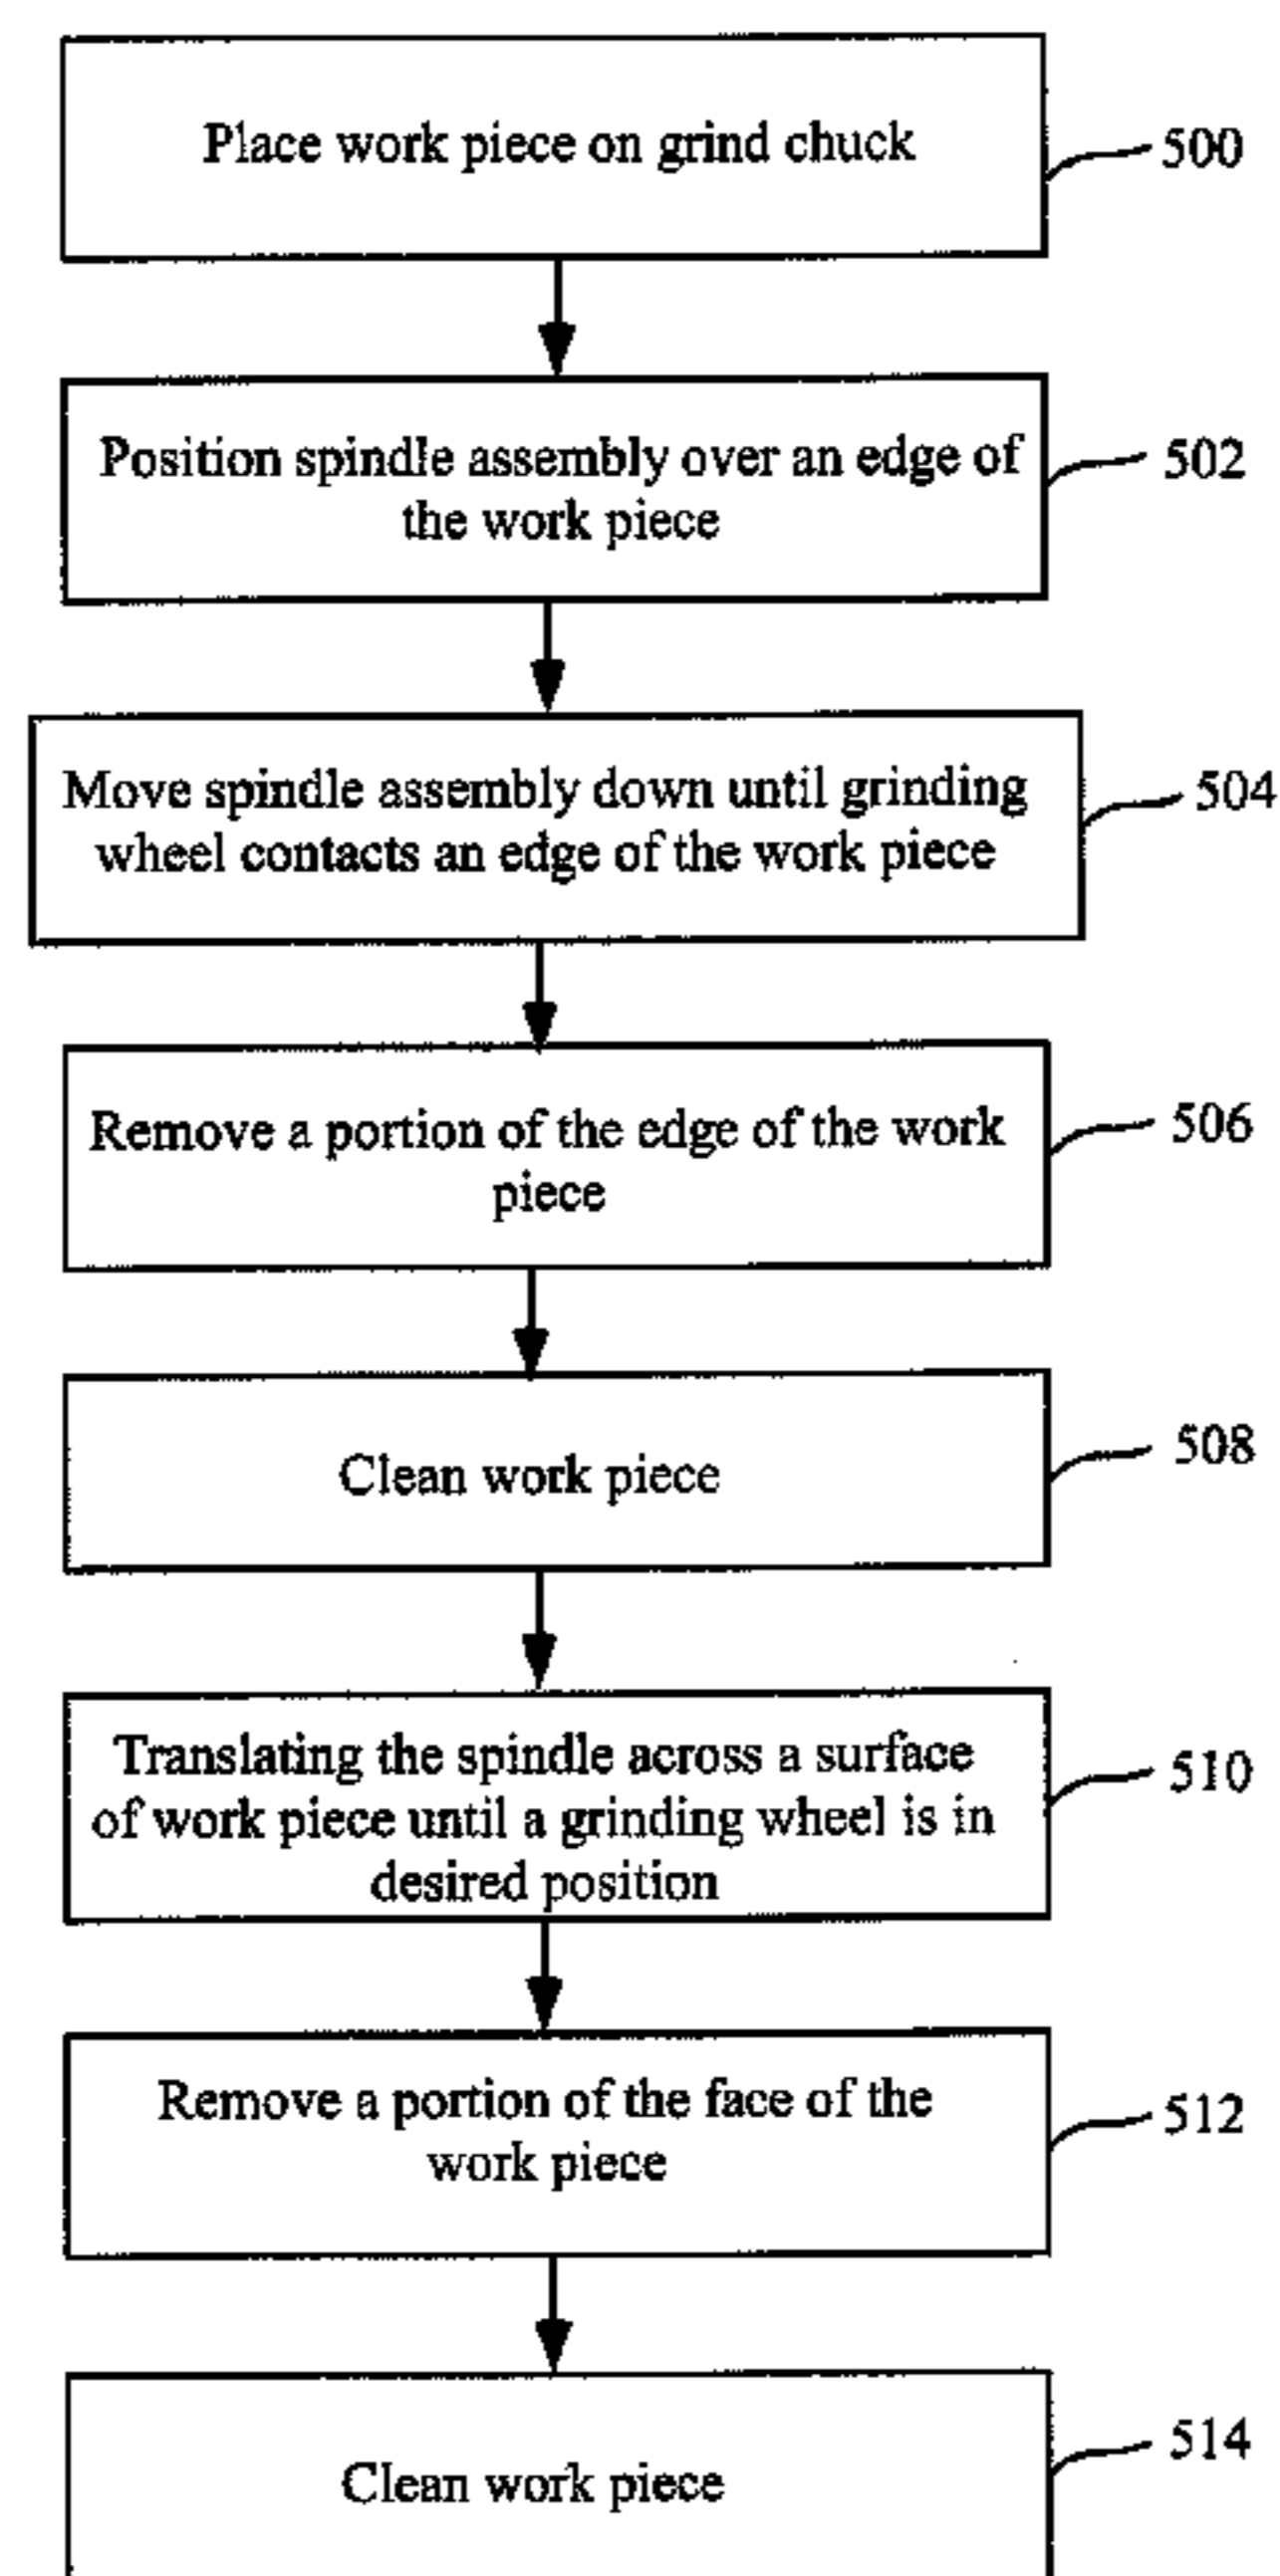 Place work piece on grind chuck
500
Position spindle assembly over an edge of
the work piece
502
Move spindle assembly down until grinding
wheel contacts an edge of the work piece
504
Remove a portion of the edge of the work
piece
506
Clean work piece
508
Translating the spindle across a surface
of work piece until a grinding wheel is in
desired position
510
Remove a portion of the face of the
work piece
512
Clean work piece
514